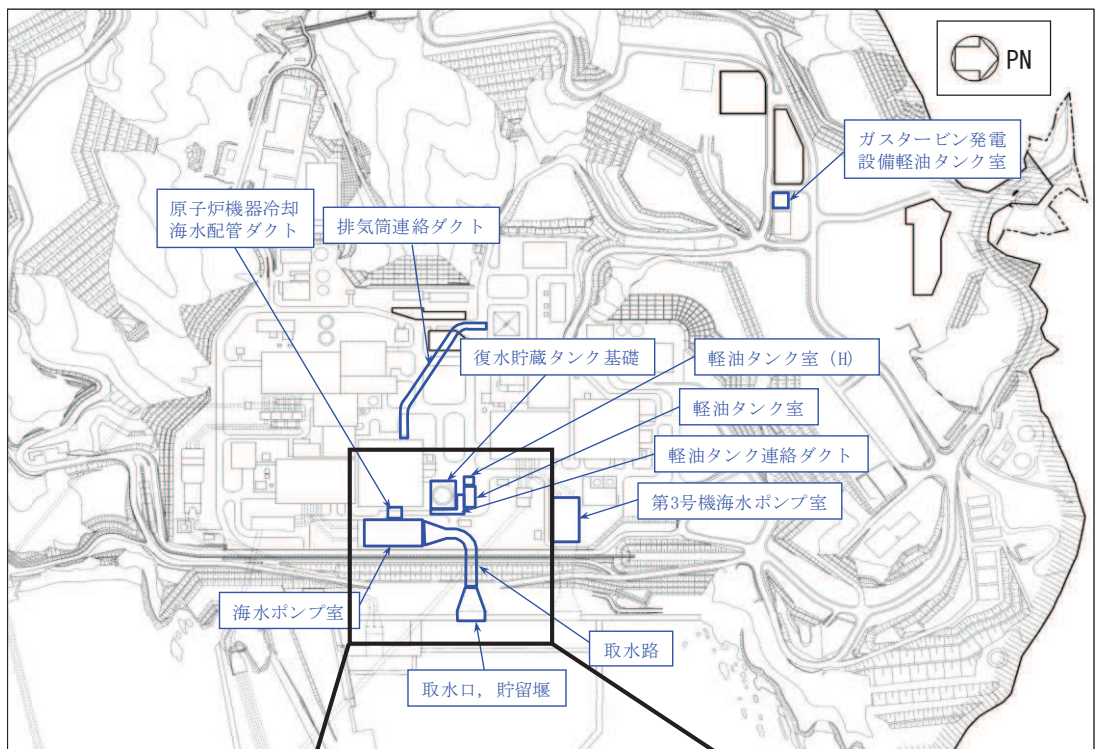 PN
ガスタービン発電
設備軽油タンク室
原子炉機器冷却
海水配管ダクト
排気筒連絡ダクト
復水貯蔵タンク基礎
軽油タンク室（H）
軽油タンク室
軽油タンク連絡ダクト
第3号機海水ポンプ室
海水ポンプ室
取水路
取水口，貯留堰